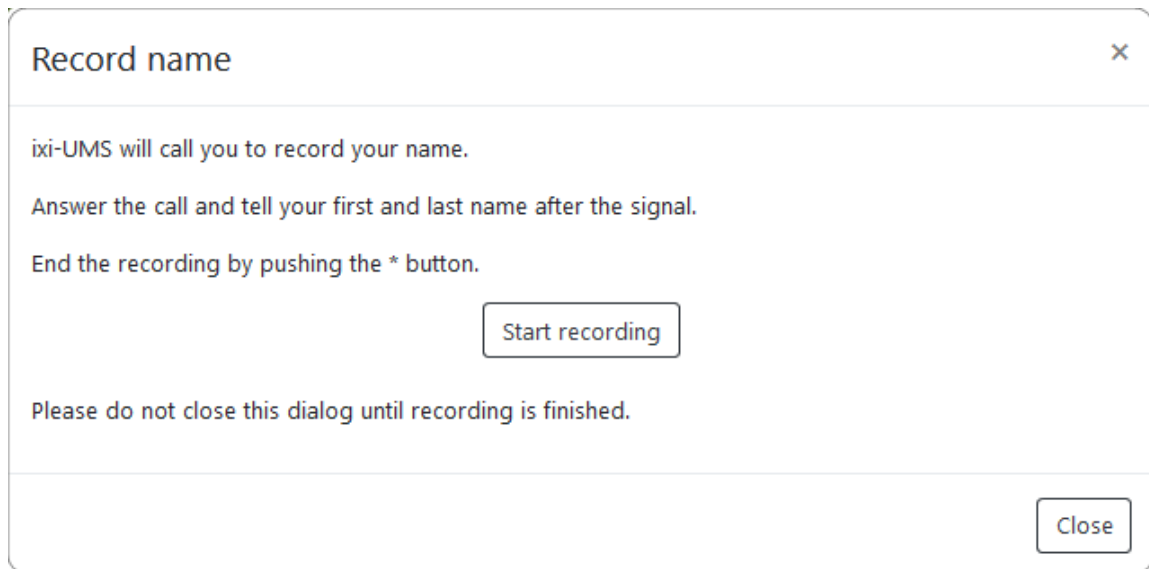 Record name
×
ixi-UMS will call you to record your name.
Answer the call and tell your first and last name after the signal.
End the recording by pushing the * button.
Start recording
Please do not close this dialog until recording is finished.
Close